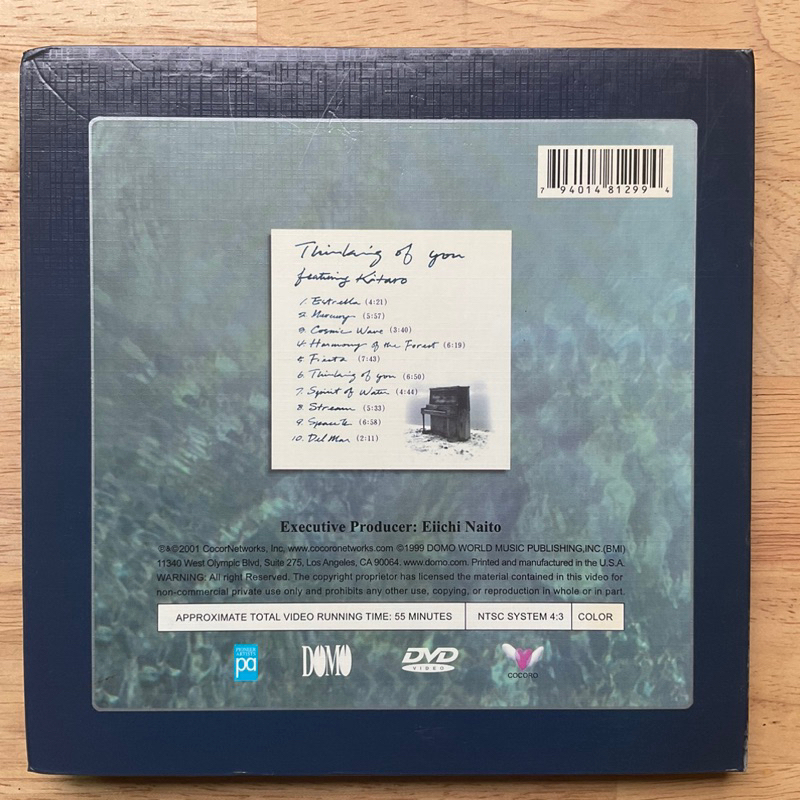 7 94014 81299 4
Thinking of you
featuring Kitaro
1. Estrella (4:21)
2. Mercury (5:57)
3 Cosmic Wave (3:40)
4. Harmony of the Forest (6:19)
5 Fiesta (7:43)
6. Thinking of you (6:50)
7. Spirit of Water (4:44)
8. Stream (5:33)
9. (6:58)
10. Del Mar (2:11)
Executive Producer: Eiichi Naito
℗&©2001 CocorNetworks, Inc, www.cocoronetworks.com ©1999 DOMO WORLD MUSIC PUBLISHING,INC.(BMI)
11340 West Olympic Blvd, Suite 275, Los Angeles, CA 90064. www.domo.com. Printed and manufactured in the U.S.A.
WARNING: All right Reserved. The copyright proprietor has licensed the material contained in this video for
non-commercial private use only and prohibits any other use, copying, or reproduction in whole or in part.
APPROXIMATE TOTAL VIDEO RUNNING TIME: 55 MINUTES NTSC SYSTEM 4:3 COLOR
PIONEER
ARTISTS
pa
DOMO
DVD
VIDEO
COCORO